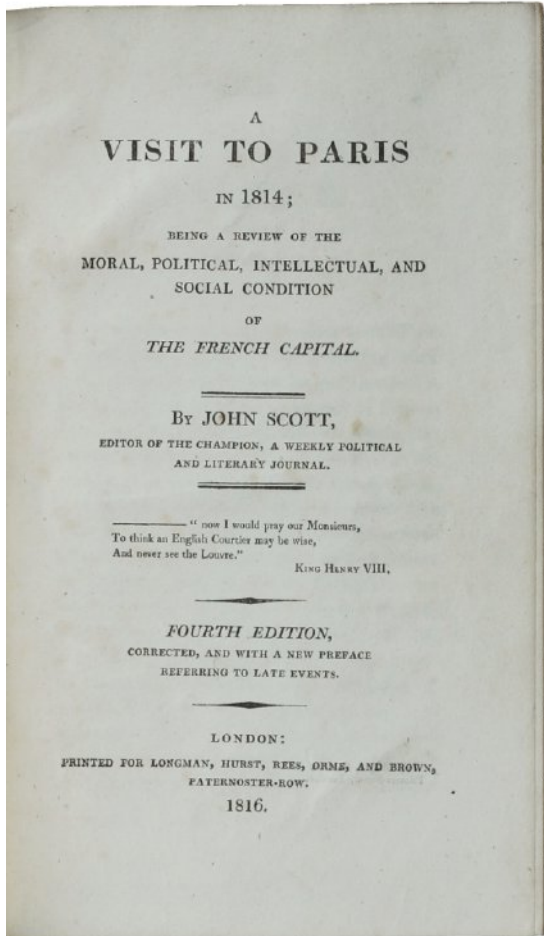 A
VISIT TO PARIS
IN 1814;
BEING A REVIEW OF THE
MORAL, POLITICAL, INTELLECTUAL, AND
SOCIAL CONDITION
OF
THE FRENCH CAPITAL.
BY JOHN SCOTT,
EDITOR OF THE CHAMPION, A WEEKLY POLITICAL
AND LITERARY JOURNAL.
“ now I would pray our Monsieurs,
To think an English Courtier may be wise,
And never see the Louvre.”
KING HENRY VIII.
FOURTH EDITION,
CORRECTED, AND WITH A NEW PREFACE
REFERRING TO LATE EVENTS.
LONDON:
PRINTED FOR LONGMAN, HURST, REES, ORME, AND BROWN,
PATERNOSTER-ROW.
1816.